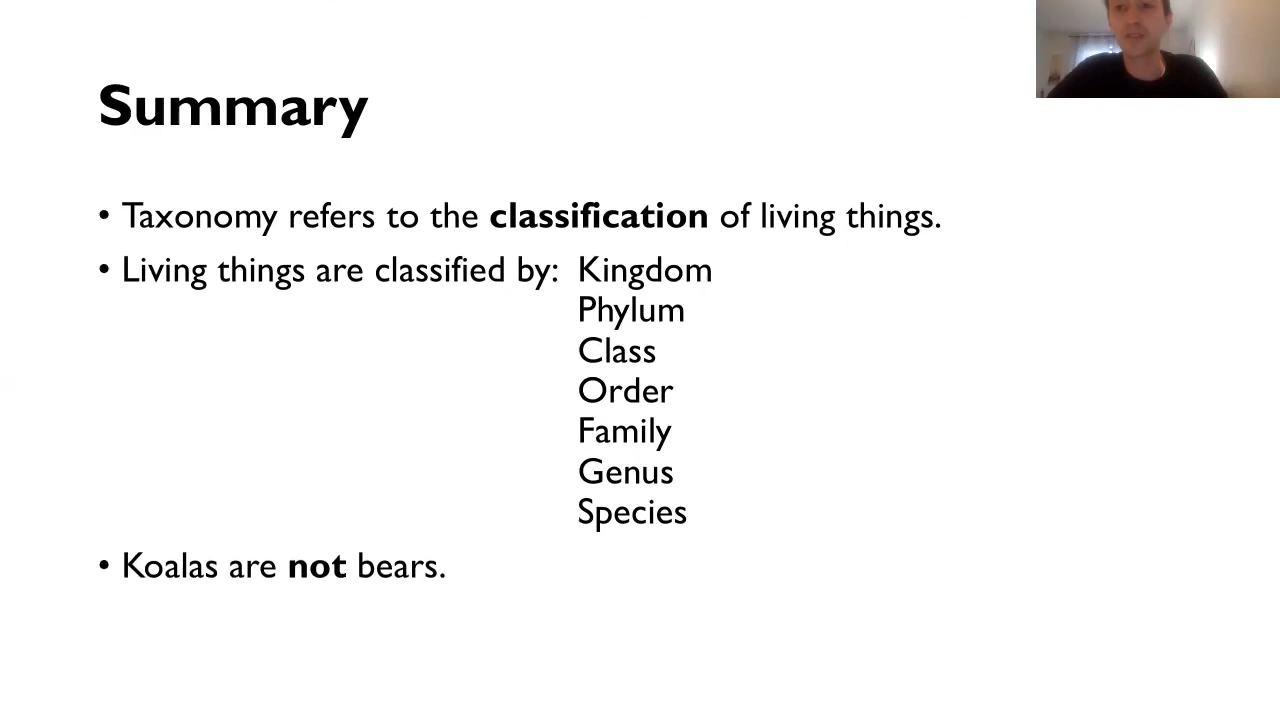 Summary
• Taxonomy refers to the classification of living things.
• Living things are classified by: Kingdom
Phylum
Class
Order
Family
Genus
Species
• Koalas are not bears.